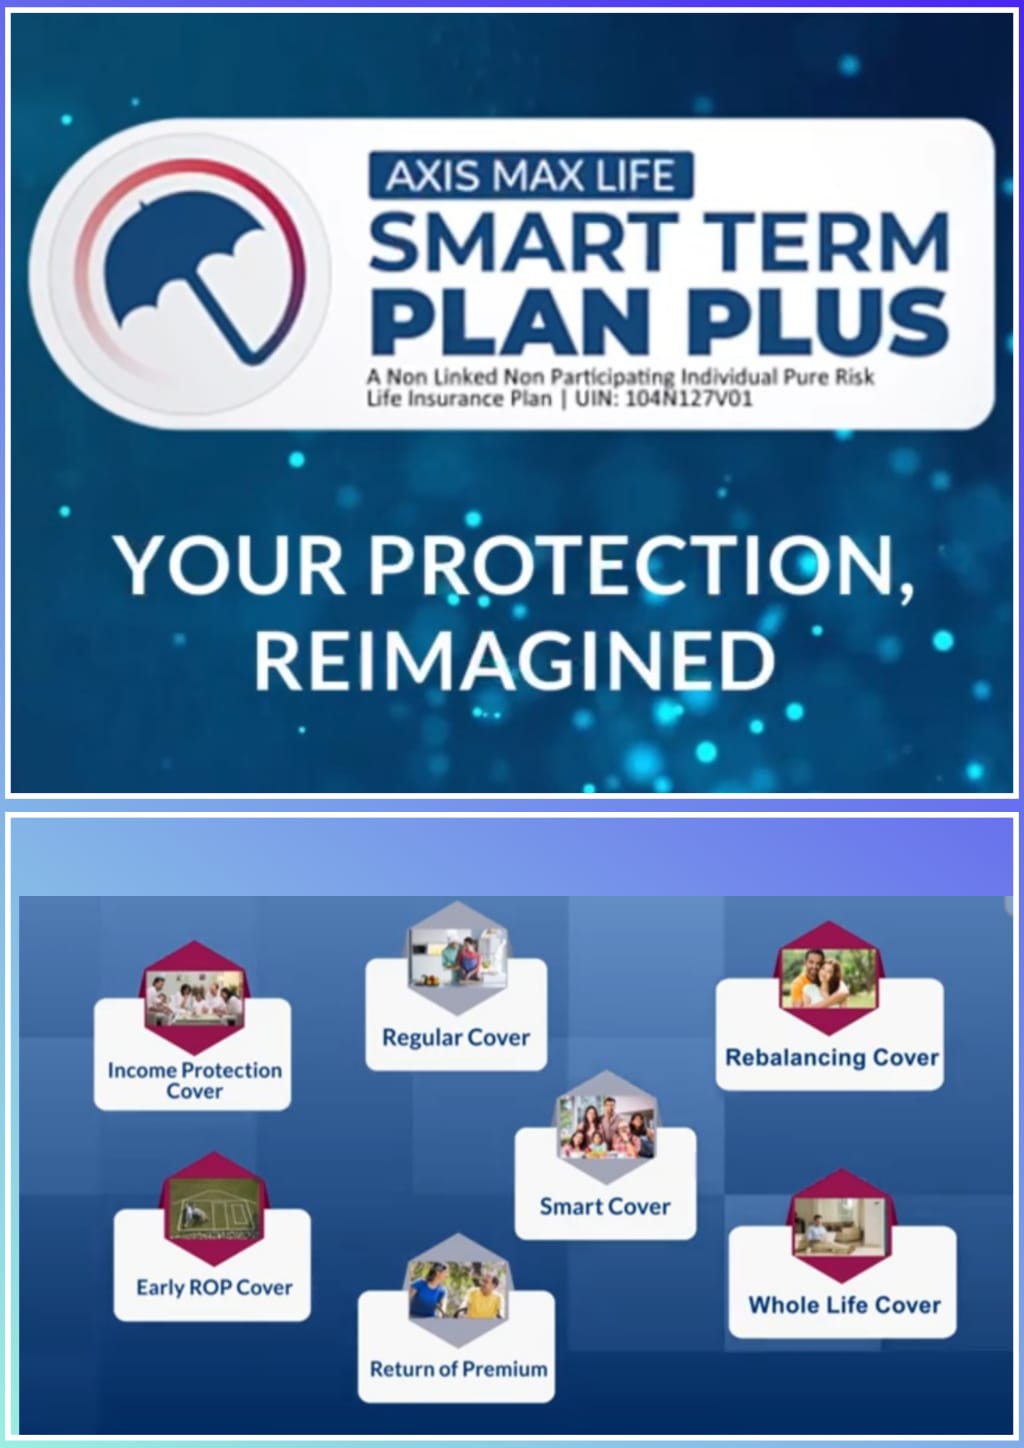 AXIS MAX LIFE
SMART TERM
PLAN PLUS
A Non Linked Non Participating Individual Pure Risk
Life Insurance Plan | UIN: 104N127V01
YOUR PROTECTION,
REIMAGINED
Income Protection
Cover
Regular Cover
Rebalancing Cover
Smart Cover
Early ROP Cover
Return of Premium
Whole Life Cover